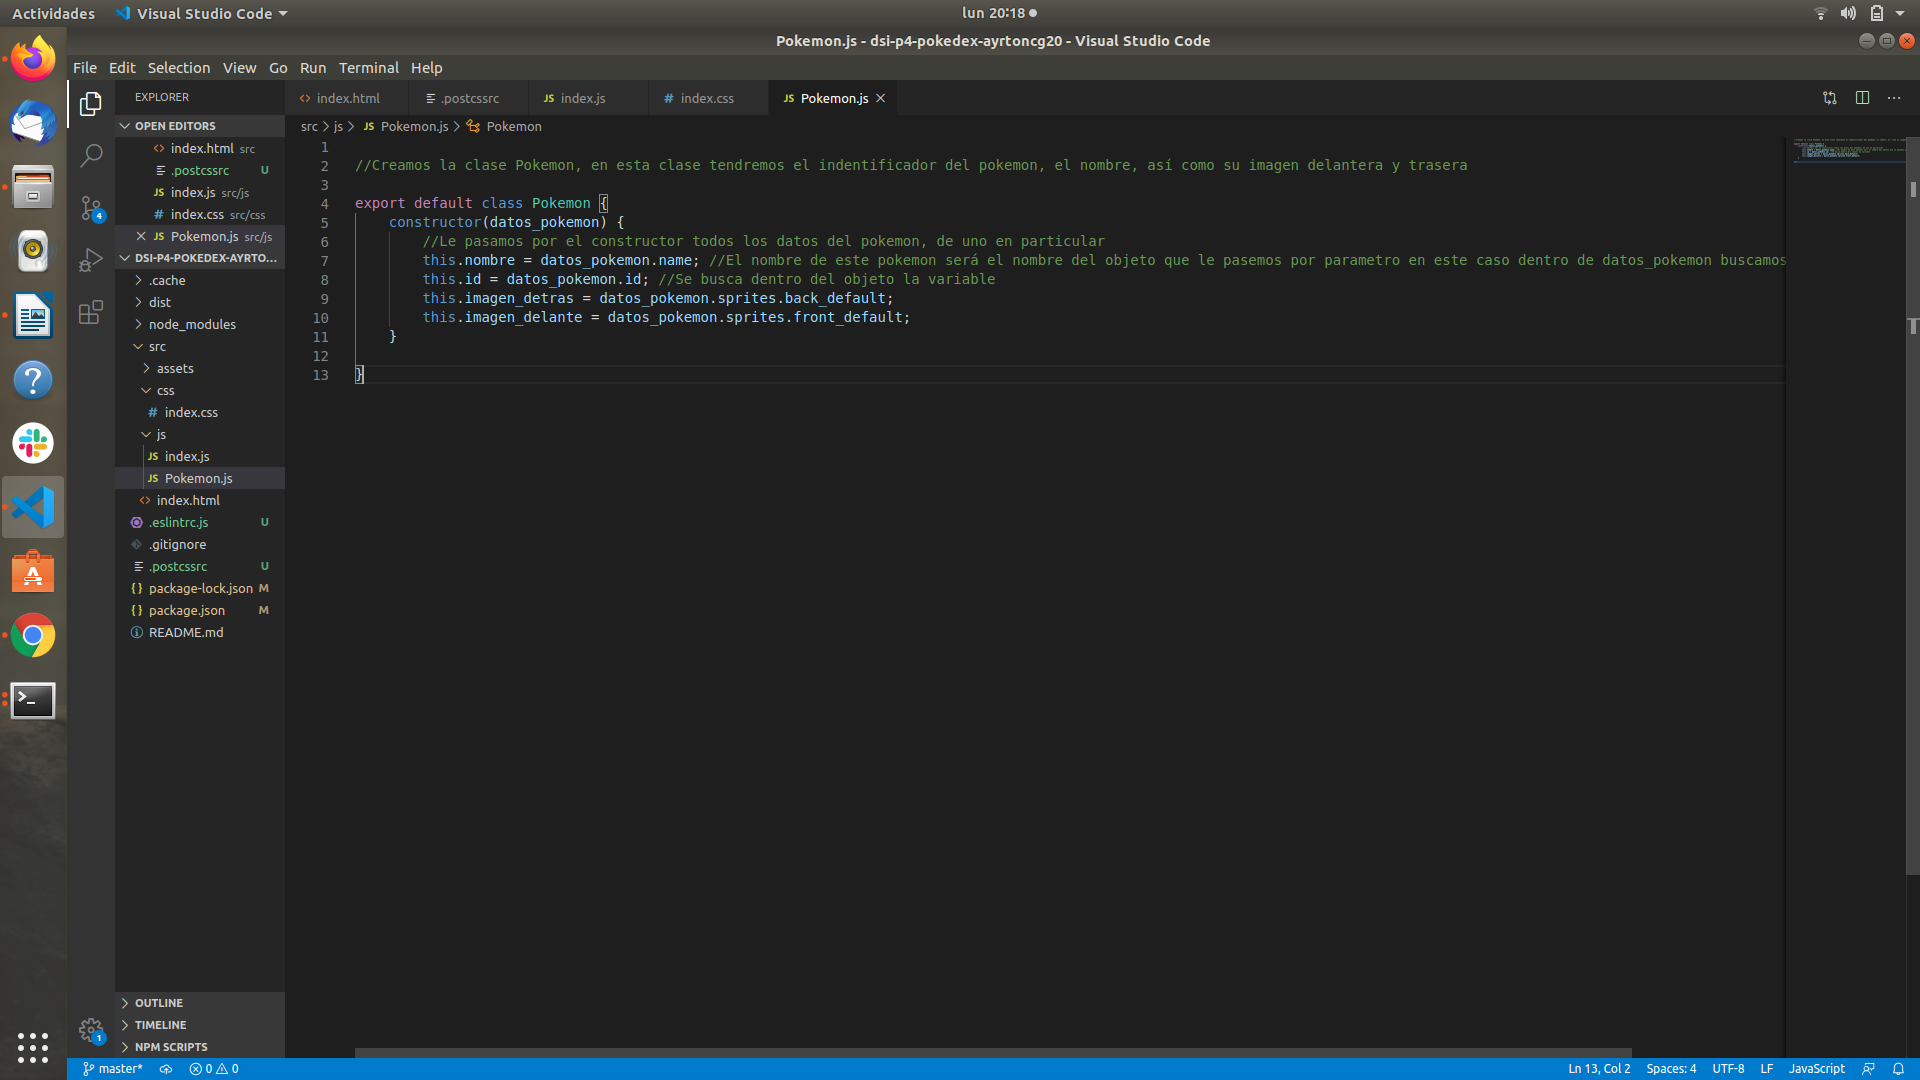 Actividades Visual Studio Code lun 20:18
Pokemon.js - dsi-p4-pokedex-ayrtoncg20 - Visual Studio Code
File Edit Selection View Go Run Terminal Help
EXPLORER
OPEN EDITORS
index.html src
.postcssrc U
index.js src/js
index.css src/css
Pokemon.js src/js
DSI-P4-POKEDEX-AYRTO...
.cache
dist
node_modules
src
assets
css
index.css
js
index.js
Pokemon.js
index.html
.eslintrc.js U
.gitignore
.postcssrc U
package-lock.json M
package.json M
README.md
OUTLINE
TIMELINE
NPM SCRIPTS
4
1
index.html .postcssrc JS index.js # index.css JS Pokemon.js
src > js > JS Pokemon.js > Pokemon
1
2 //Creamos la clase Pokemon, en esta clase tendremos el indentificador del pokemon, el nombre, así como su imagen delantera y trasera
3
4 export default class Pokemon {
5 constructor(datos_pokemon) {
6 //Le pasamos por el constructor todos los datos del pokemon, de uno en particular
7 this.nombre = datos_pokemon.name; //El nombre de este pokemon será el nombre del objeto que le pasemos por parametro en este caso dentro de datos_pokemon buscamos
8 this.id = datos_pokemon.id; //Se busca dentro del objeto la variable
9 this.imagen_detras = datos_pokemon.sprites.back_default;
10 this.imagen_delante = datos_pokemon.sprites.front_default;
11 }
12
13 }
master* 0 0 Ln 13, Col 2 Spaces: 4 UTF-8 LF JavaScript